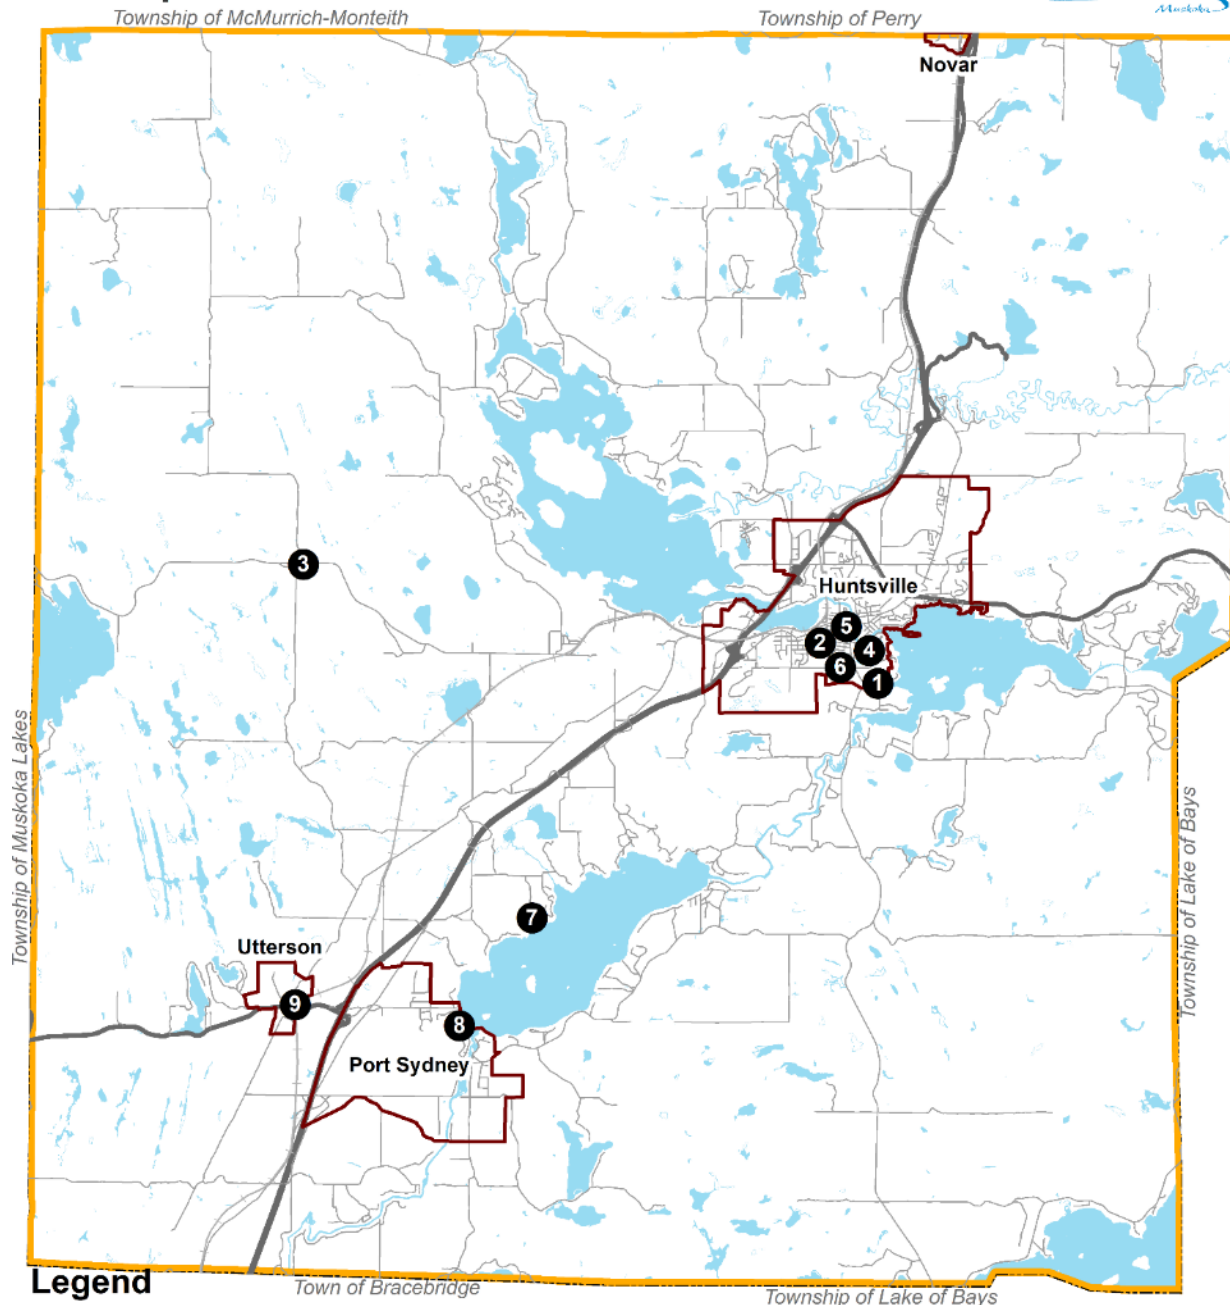 Township of McMurrich-Monteith
Township of Perry
Muskoka
Novar
3
Huntsville
5
2
4
6
1
Township of Muskoka Lakes
Township of Lake of Bays
7
Utterson
9
8
Port Sydney
Legend
Town of Bracebridge
Township of Lake of Bays